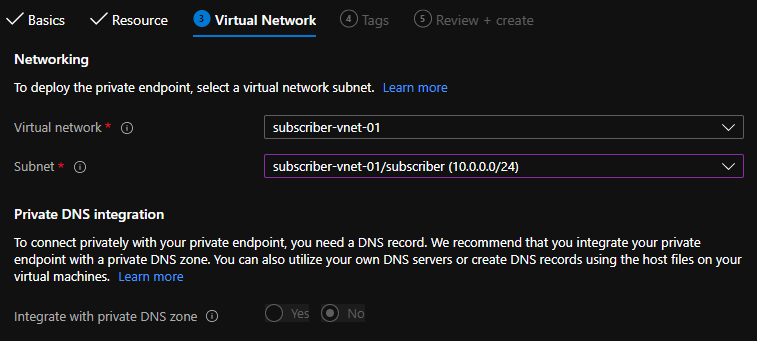 Basics Resource 3 Virtual Network 4 Tags 5 Review + create
Networking
To deploy the private endpoint, select a virtual network subnet. Learn more
Virtual network * subscriber-vnet-01
Subnet * subscriber-vnet-01/subscriber (10.0.0.0/24)
Private DNS integration
To connect privately with your private endpoint, you need a DNS record. We recommend that you integrate your private
endpoint with a private DNS zone. You can also utilize your own DNS servers or create DNS records using the host files on your
virtual machines. Learn more
Integrate with private DNS zone Yes No